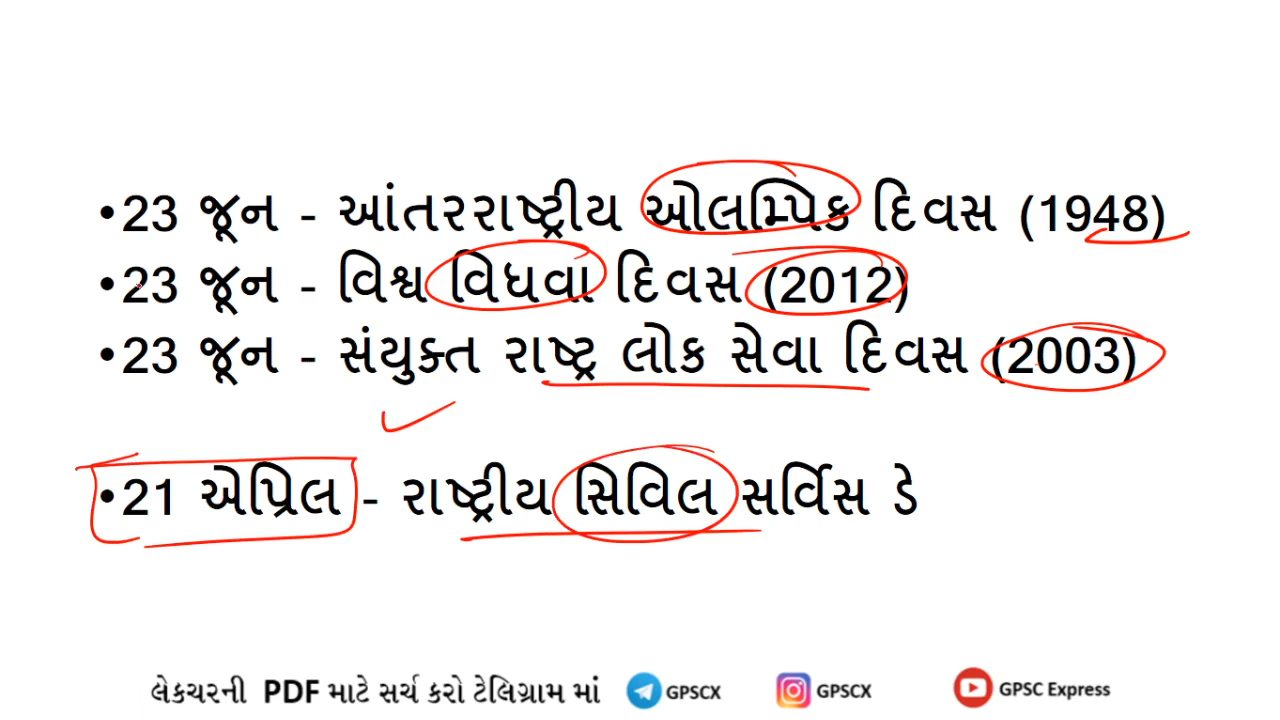 •23 જૂન - આંતરરાષ્ટ્રીય ઓલમ્પિક દિવસ (1948)
•23 જૂન - વિશ્વ વિધવા દિવસ (2012)
•23 જૂન - સંયુક્ત રાષ્ટ્ર લોક સેવા દિવસ (2003)
•21 એપ્રિલ - રાષ્ટ્રીય સિવિલ સર્વિસ ડે
લેકચરની PDF માટે સર્ચ કરો ટેલિગ્રામ માં GPSCX GPSCX GPSC Express